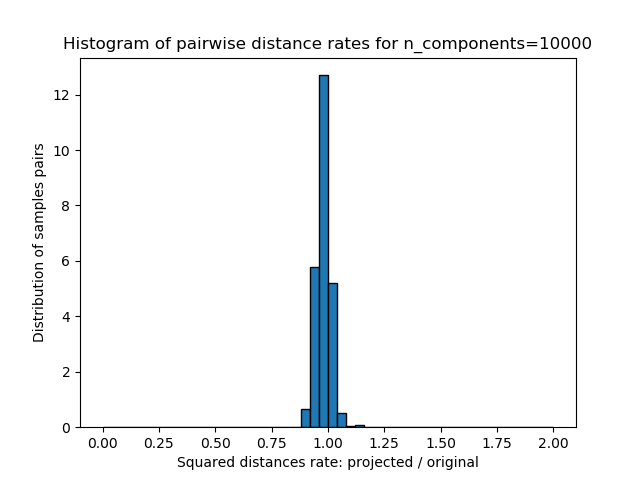 Histogram of pairwise distance rates for n_components=10000
Distribution of samples pairs
12
10
8
6
4
2
0
0.00 0.25 0.50 0.75 1.00 1.25 1.50 1.75 2.00
Squared distances rate: projected / original